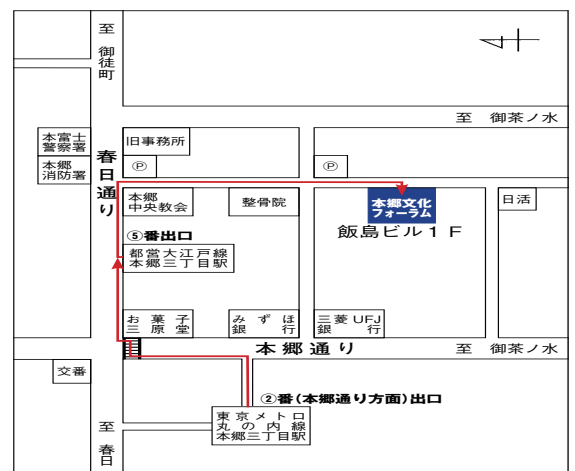 至
御徒町
至 御茶ノ水
本富士
警察署
本郷
消防署
春日通り
旧事務所
Ⓟ
Ⓟ
本郷
中央教会
整骨院
本郷文化
フォーラム
飯島ビル1F
日活
⑤番出口
都営大江戸線
本郷三丁目駅
お菓子
三原堂
みずほ
銀行
三菱UFJ
銀行
本郷通り
至 御茶ノ水
交番
②番(本郷通り方面)出口
東京メトロ
丸の内線
本郷三丁目駅
至
春日